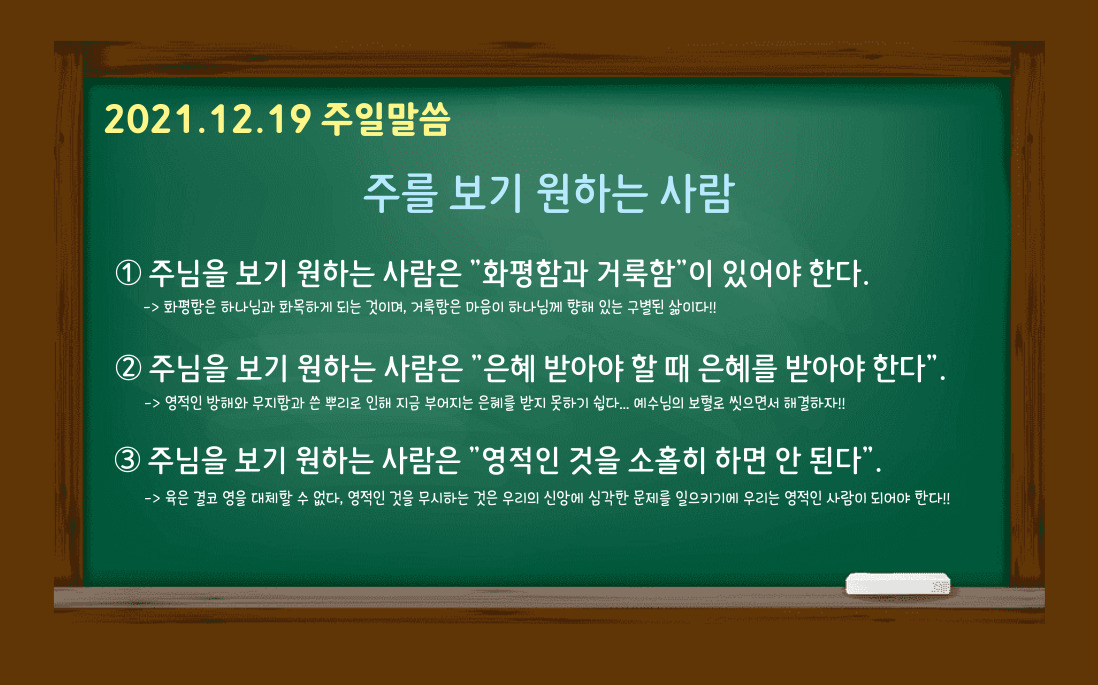 2021.12.19 주일말씀
주를 보기 원하는 사람
① 주님을 보기 원하는 사람은 "화평함과 거룩함"이 있어야 한다.
-> 화평함은 하나님과 화목하게 되는 것이며, 거룩함은 마음이 하나님께 향해 있는 구별된 삶이다!!
② 주님을 보기 원하는 사람은 "은혜 받아야 할 때 은혜를 받아야 한다".
-> 영적인 방해와 무지함과 쓴 뿌리로 인해 지금 부어지는 은혜를 받지 못하기 쉽다... 예수님의 보혈로 씻으면서 해결하자!!
③ 주님을 보기 원하는 사람은 "영적인 것을 소홀히 하면 안 된다".
-> 육은 결코 영을 대체할 수 없다, 영적인 것을 무시하는 것은 우리의 신앙에 심각한 문제를 일으키기에 우리는 영적인 사람이 되어야 한다!!